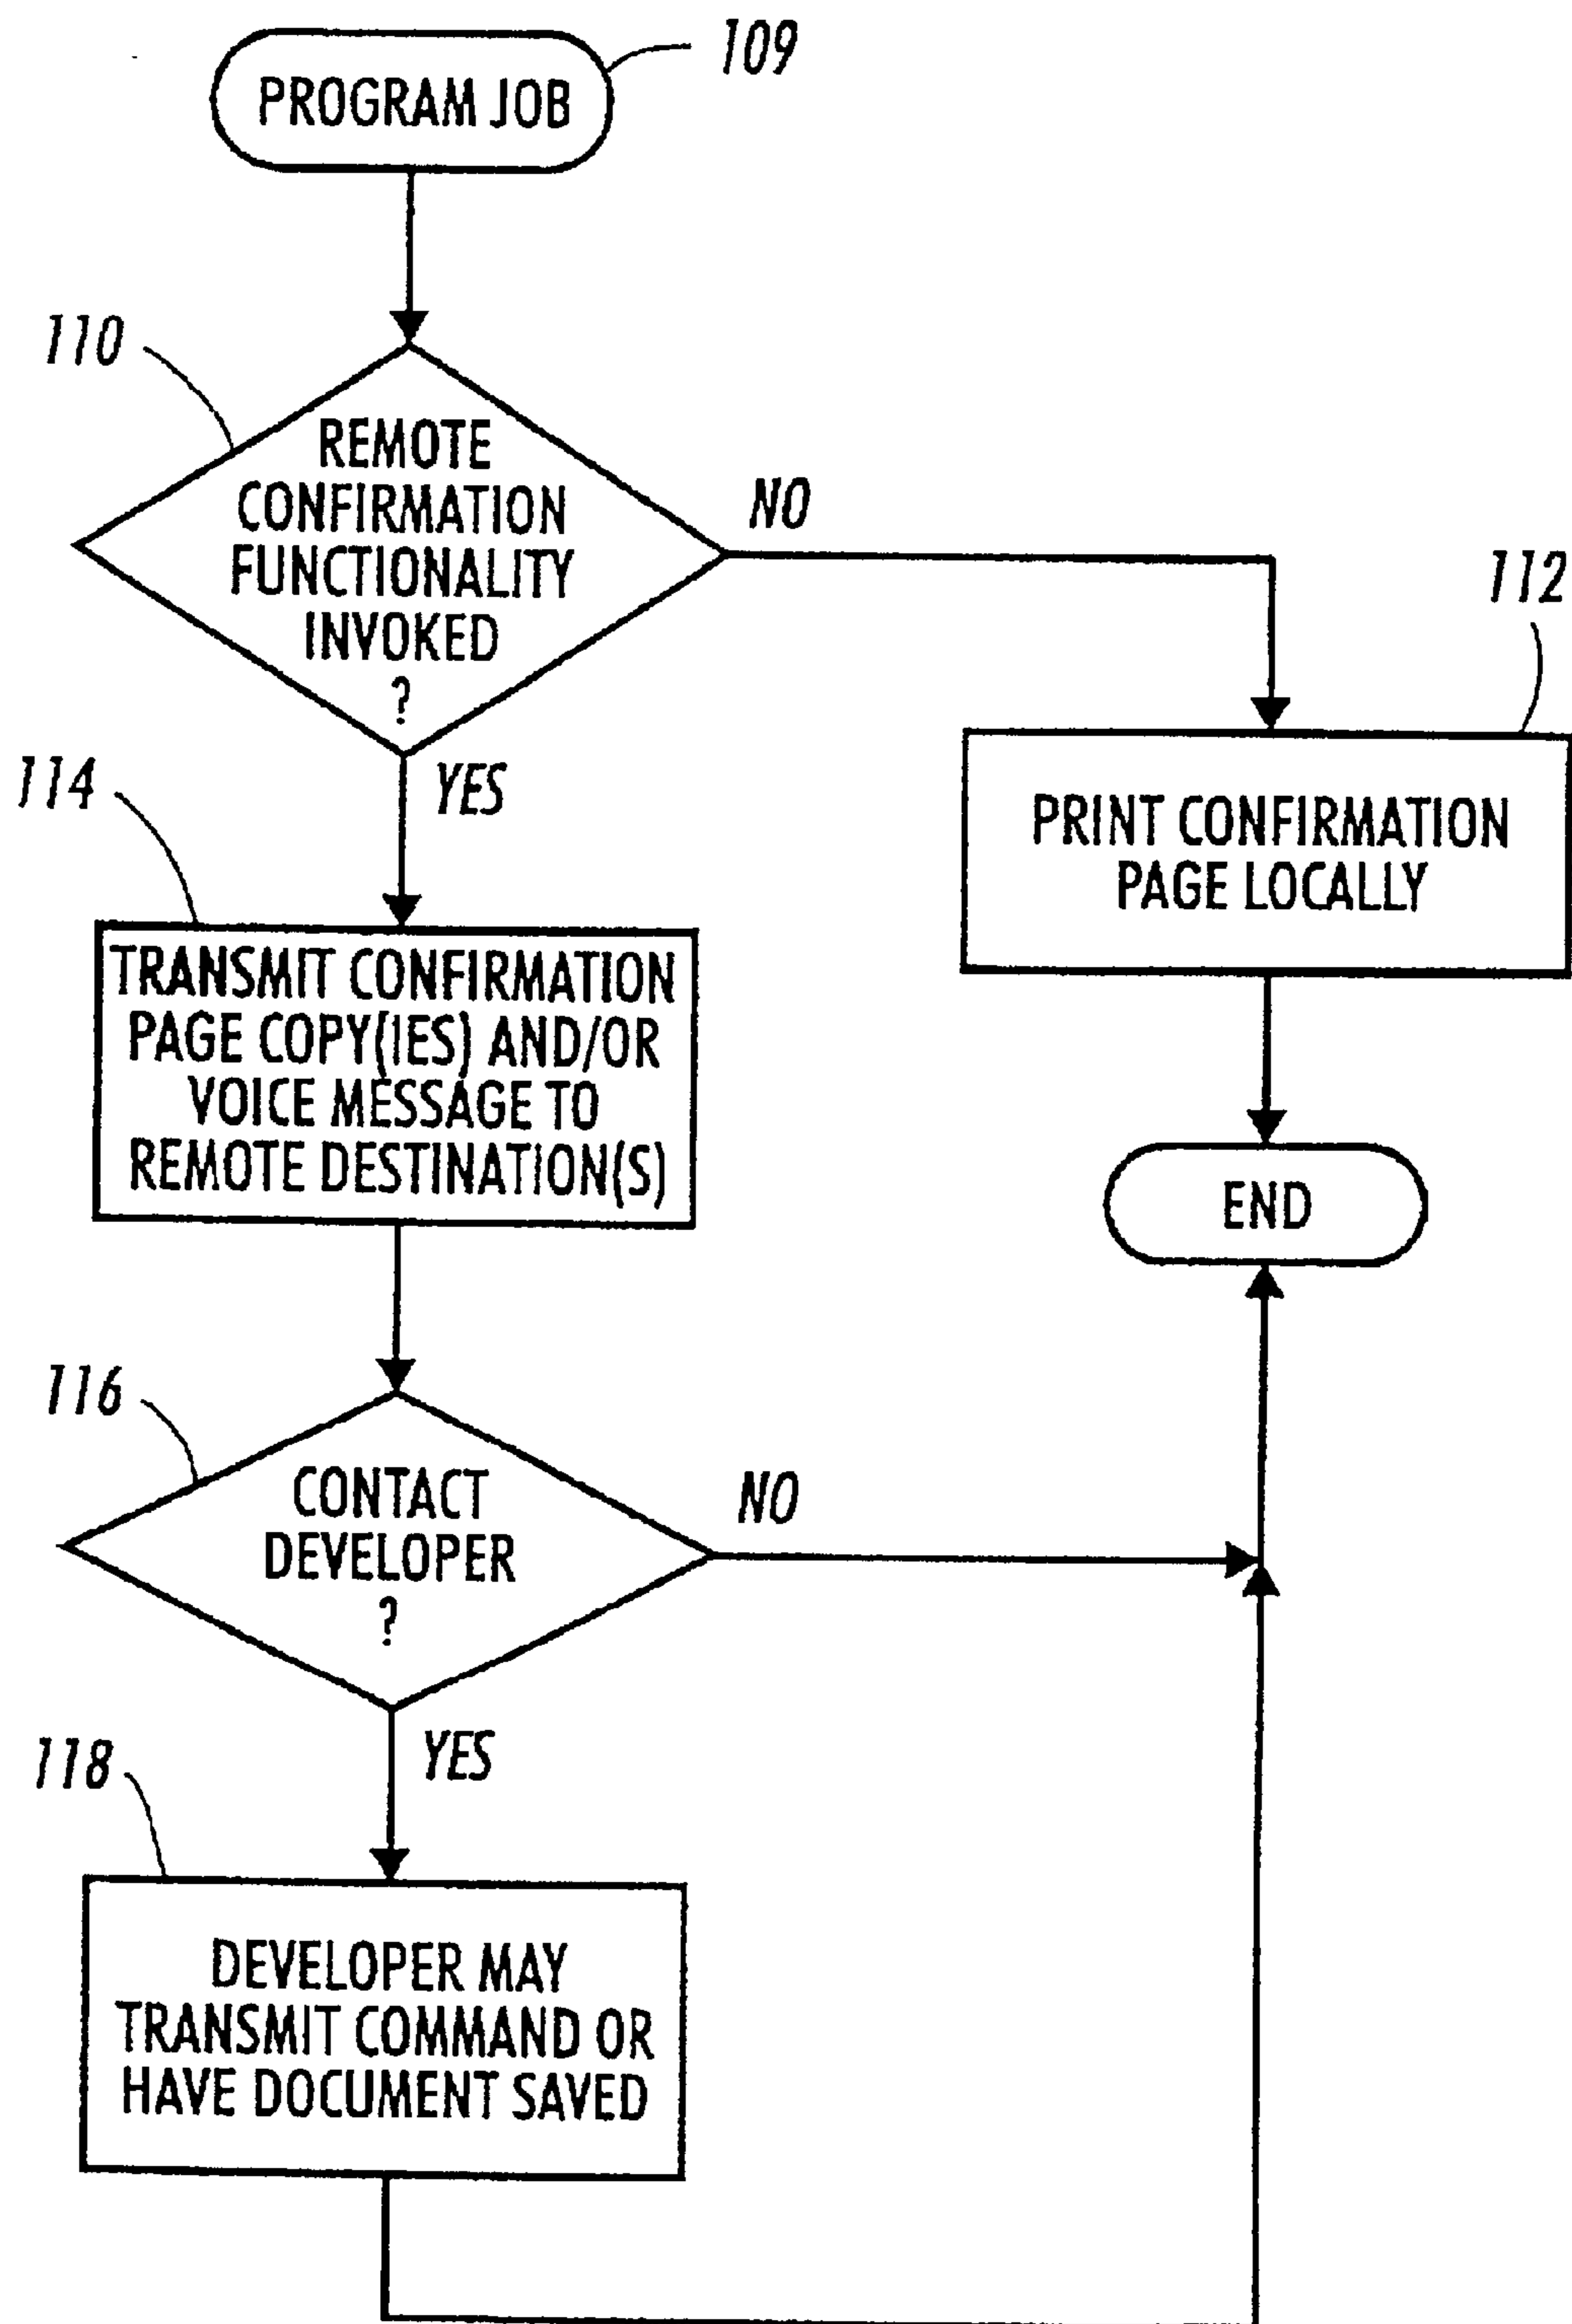 109
PROGRAM JOB
110
REMOTE
CONFIRMATION
FUNCTIONALITY
INVOKED
?
NO
112
PRINT CONFIRMATION
PAGE LOCALLY
YES
114
TRANSMIT CONFIRMATION
PAGE COPY(IES) AND/OR
VOICE MESSAGE TO
REMOTE DESTINATION(S)
END
116
CONTACT
DEVELOPER
?
NO
YES
118
DEVELOPER MAY
TRANSMIT COMMAND OR
HAVE DOCUMENT SAVED